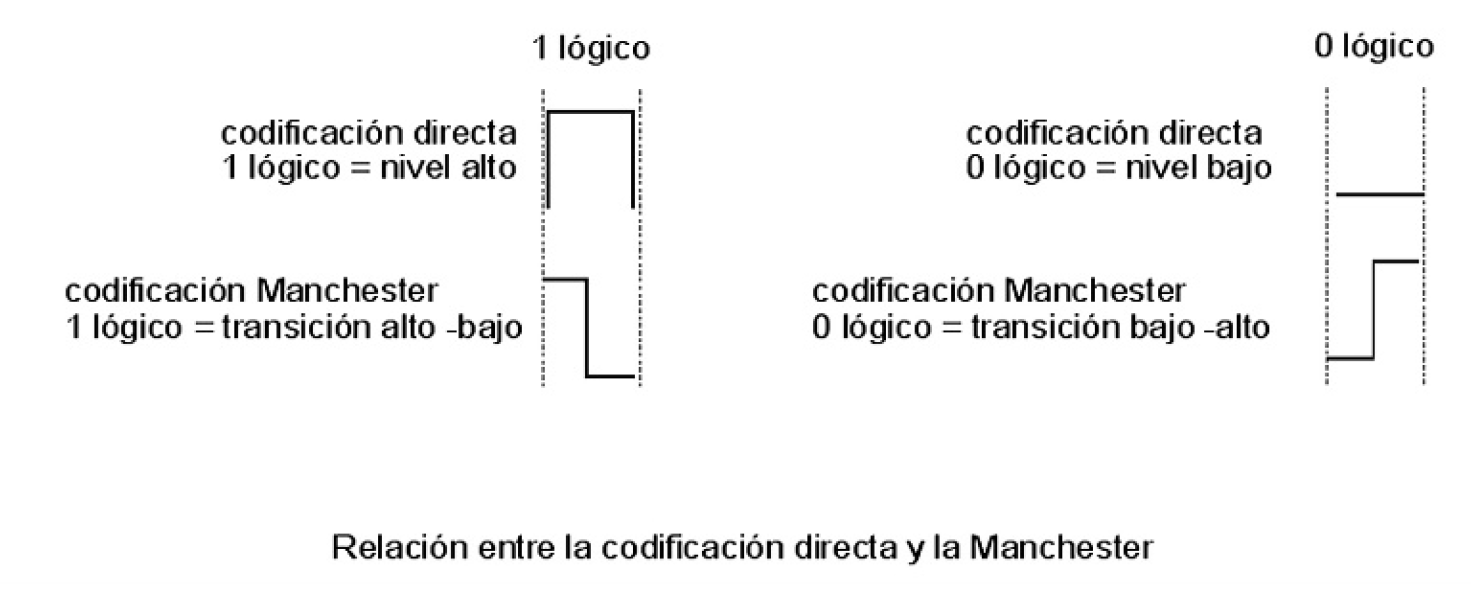 1 lógico
codificación directa
1 lógico = nivel alto
codificación Manchester
1 lógico = transición alto -bajo
0 lógico
codificación directa
0 lógico = nivel bajo
codificación Manchester
0 lógico = transición bajo -alto
Relación entre la codificación directa y la Manchester